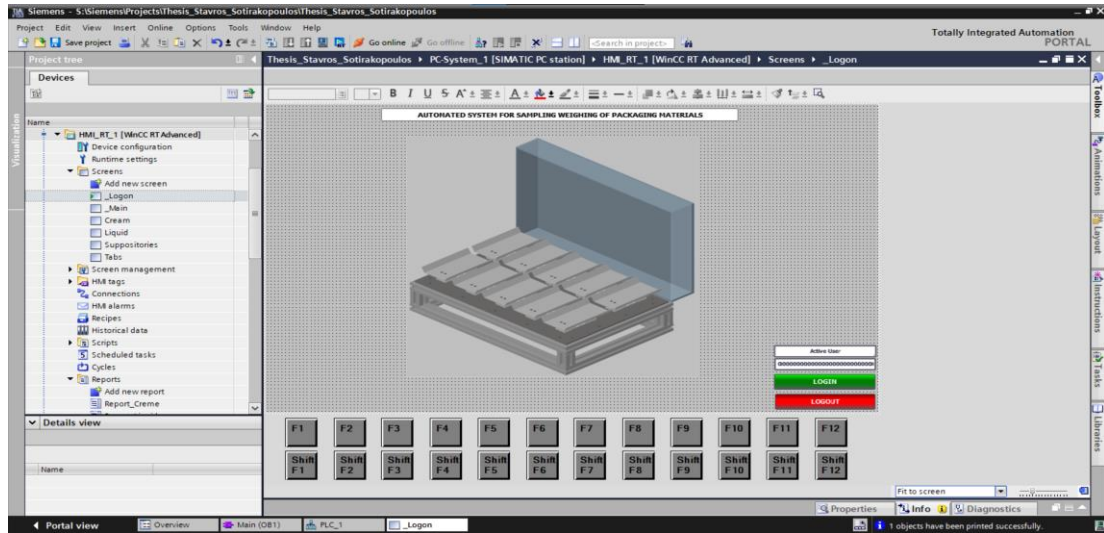 Siemens - S:\Siemens\Projects\Thesis_Stavros_Sotirakopoulos\Thesis_Stavros_Sotirakopoulos
Project Edit View Insert Online Options Tools Window Help
Totally Integrated Automation
PORTAL
Save project Go online Go offline <Search in project>
Project tree
Thesis_Stavros_Sotirakopoulos PC-System_1 [SIMATIC PC station] HMI_RT_1 [WinCC RT Advanced] Screens _Logon
Devices
B I U S A
Name
HMI_RT_1 [WinCC RT Advanced]
Device configuration
Runtime settings
Screens
Add new screen
_Logon
_Main
Cream
Liquid
Suppositories
Tabs
Screen management
HMI tags
Connections
HMI alarms
Recipes
Historical data
Scripts
Scheduled tasks
Cycles
Reports
Add new report
Report_Creme
Details view
Name
Visualization
AUTOMATED SYSTEM FOR SAMPLING WEIGHING OF PACKAGING MATERIALS
Active User
LOGIN
LOGOUT
F1 F2 F3 F4 F5 F6 F7 F8 F9 F10 F11 F12
Shift F1 Shift F2 Shift F3 Shift F4 Shift F5 Shift F6 Shift F7 Shift F8 Shift F9 Shift F10 Shift F11 Shift F12
Toolbox
Animations
Layout
Instructions
Tasks
Libraries
Fit to screen
Properties Info Diagnostics
Portal view Overview Main (OB1) PLC_1 _Logon 1 objects have been printed successfully.